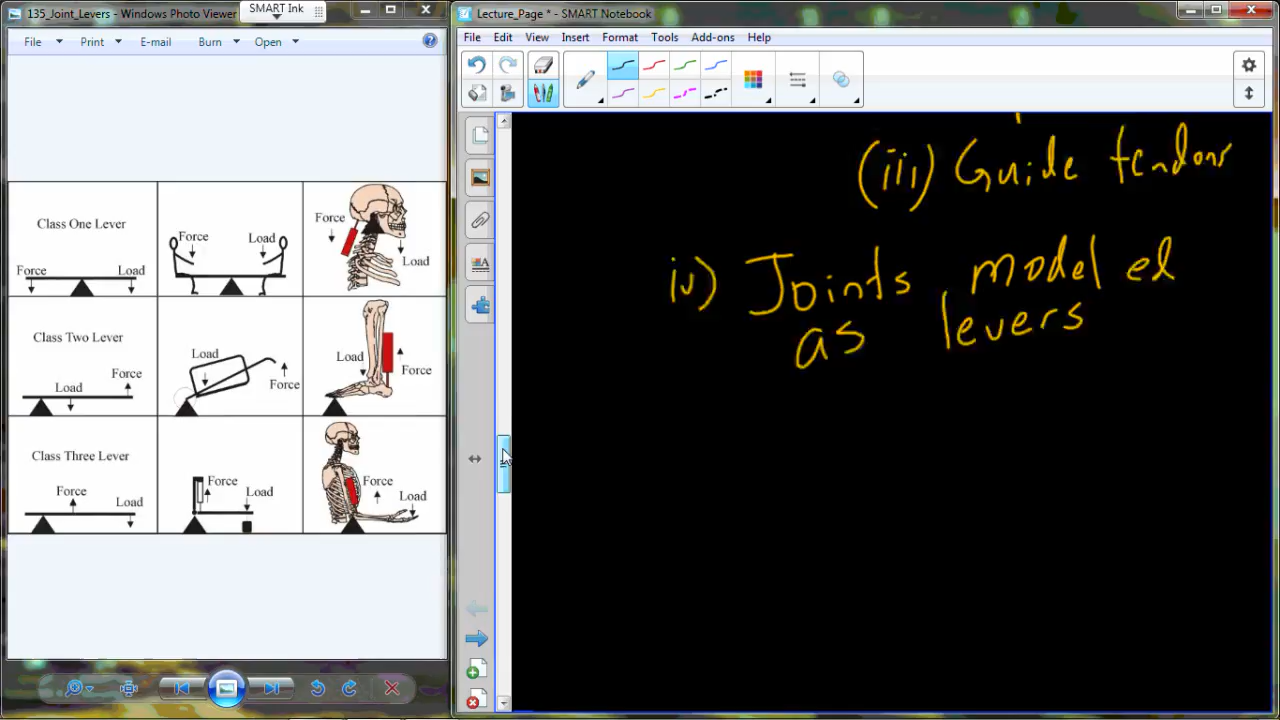 135_Joint_Levers - Windows Photo Viewer
SMART Ink
File Print E-mail Burn Open
Class One Lever
Force Load
Force Load
Force
Load
Class Two Lever
Load Force
Load
Force
Load Force
Class Three Lever
Force
Load
Force
Load
Force
Load
Lecture_Page * - SMART Notebook
File Edit View Insert Format Tools Add-ons Help
(iii) Guide tendons
iv) Joints modeled
as levers